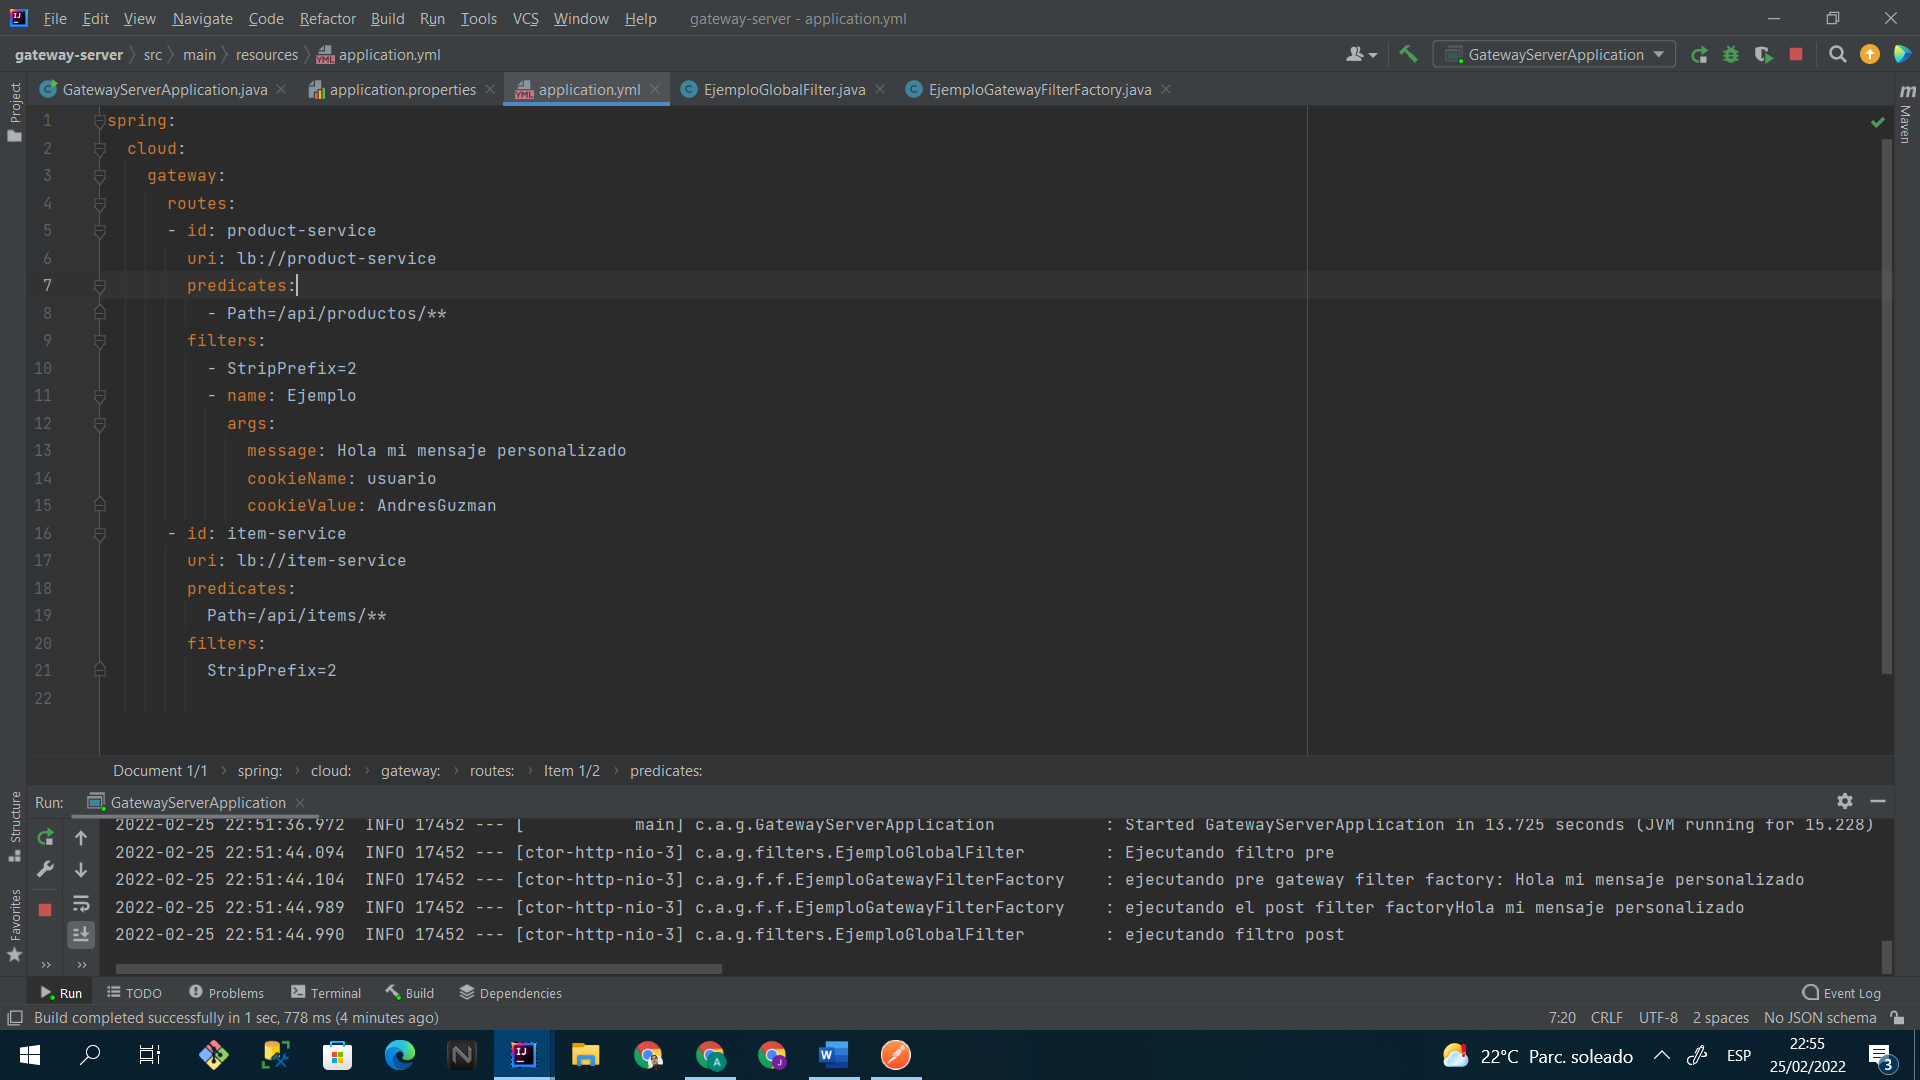 File Edit View Navigate Code Refactor Build Run Tools VCS Window Help gateway-server - application.yml
gateway-server src main resources application.yml GatewayServerApplication
GatewayServerApplication.java application.properties application.yml EjemploGlobalFilter.java EjemploGatewayFilterFactory.java
Project
Maven
1 spring:
2 cloud:
3 gateway:
4 routes:
5 - id: product-service
6 uri: lb://product-service
7 predicates:
8 - Path=/api/productos/**
9 filters:
10 - StripPrefix=2
11 - name: Ejemplo
12 args:
13 message: Hola mi mensaje personalizado
14 cookieName: usuario
15 cookieValue: AndresGuzman
16 - id: item-service
17 uri: lb://item-service
18 predicates:
19 Path=/api/items/**
20 filters:
21 StripPrefix=2
22
Document 1/1 spring: cloud: gateway: routes: Item 1/2 predicates:
Structure
Favorites
Run: GatewayServerApplication
2022-02-25 22:51:36.972 INFO 17452 --- [ main] c.a.g.GatewayServerApplication : Started GatewayServerApplication in 13.725 seconds (JVM running for 15.228)
2022-02-25 22:51:44.094 INFO 17452 --- [ctor-http-nio-3] c.a.g.filters.EjemploGlobalFilter : Ejecutando filtro pre
2022-02-25 22:51:44.104 INFO 17452 --- [ctor-http-nio-3] c.a.g.f.f.EjemploGatewayFilterFactory : ejecutando pre gateway filter factory: Hola mi mensaje personalizado
2022-02-25 22:51:44.989 INFO 17452 --- [ctor-http-nio-3] c.a.g.f.f.EjemploGatewayFilterFactory : ejecutando el post filter factoryHola mi mensaje personalizado
2022-02-25 22:51:44.990 INFO 17452 --- [ctor-http-nio-3] c.a.g.filters.EjemploGlobalFilter : ejecutando filtro post
Run TODO Problems Terminal Build Dependencies Event Log
Build completed successfully in 1 sec, 778 ms (4 minutes ago) 7:20 CRLF UTF-8 2 spaces No JSON schema
22°C Parc. soleado ESP 22:55
25/02/2022 3